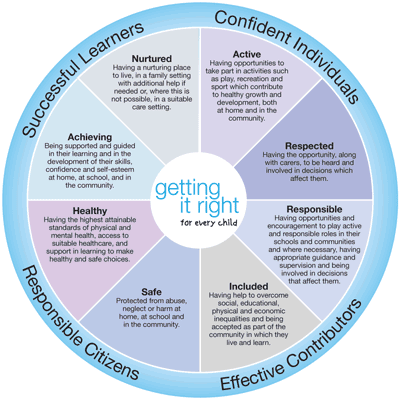 Successful Learners
Confident Individuals
Nurtured
Having a nurturing place
to live, in a family setting
with additional help if
needed or, where this is
not possible, in a suitable
care setting.
Active
Having opportunities to
take part in activities such
as play, recreation and
sport which contribute
to healthy growth and
development, both
at home and in the
community.
Achieving
Being supported and guided
in their learning and in the
development of their skills,
confidence and self-esteem
at home, at school, and in
the community.
Respected
Having the opportunity, along
with carers, to be heard and
involved in decisions which
affect them.
getting
it right
for every child
Healthy
Having the highest attainable
standards of physical and
mental health, access to
suitable healthcare, and
support in learning to make
healthy and safe choices.
Responsible
Having opportunities and
encouragement to play active
and responsible roles in their
schools and communities
and where necessary, having
appropriate guidance and
supervision and being
involved in decisions
that affect them.
Safe
Protected from abuse,
neglect or harm at
home, at school and
in the community.
Included
Having help to overcome
social, educational,
physical and economic
inequalities and being
accepted as part of the
community in which they
live and learn.
Responsible Citizens
Effective Contributors